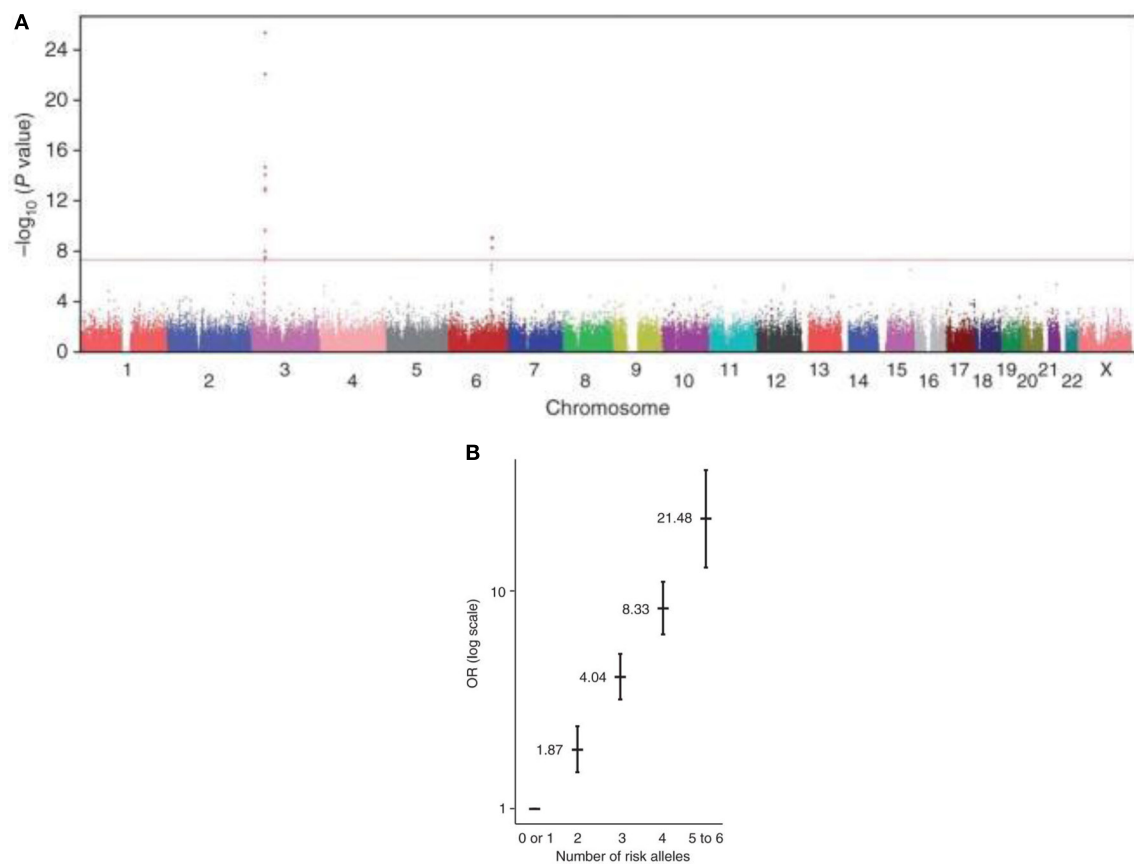 A
−log10 (P value)
24
20
16
12
8
4
0
1 2 3 4 5 6 7 8 9 10 11 12 13 14 15 16 17 18 19 20 21 22 X
Chromosome
B
OR (log scale)
21.48
10
8.33
4.04
1.87
1
0 or 1 2 3 4 5 to 6
Number of risk alleles